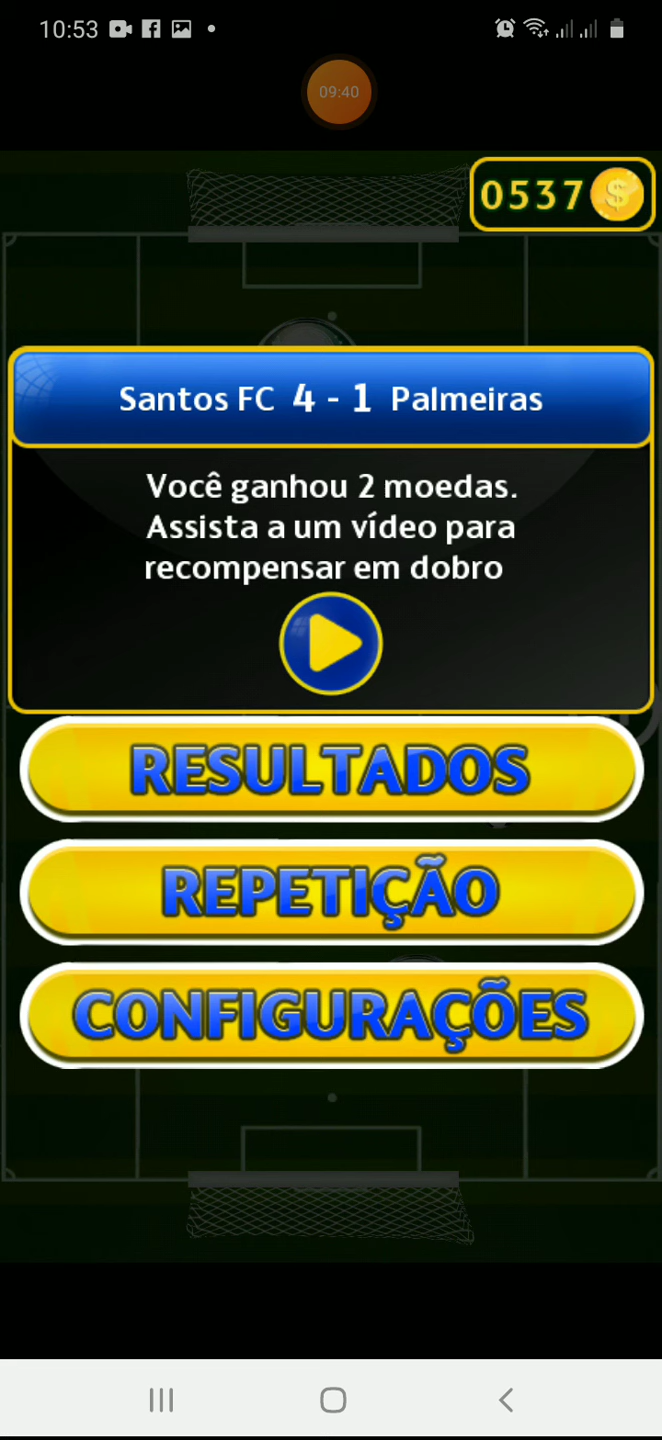 10:53
09:40
0537
Santos FC 4 - 1 Palmeiras
Você ganhou 2 moedas.
Assista a um vídeo para
recompensar em dobro
RESULTADOS
REPETIÇÃO
CONFIGURAÇÕES